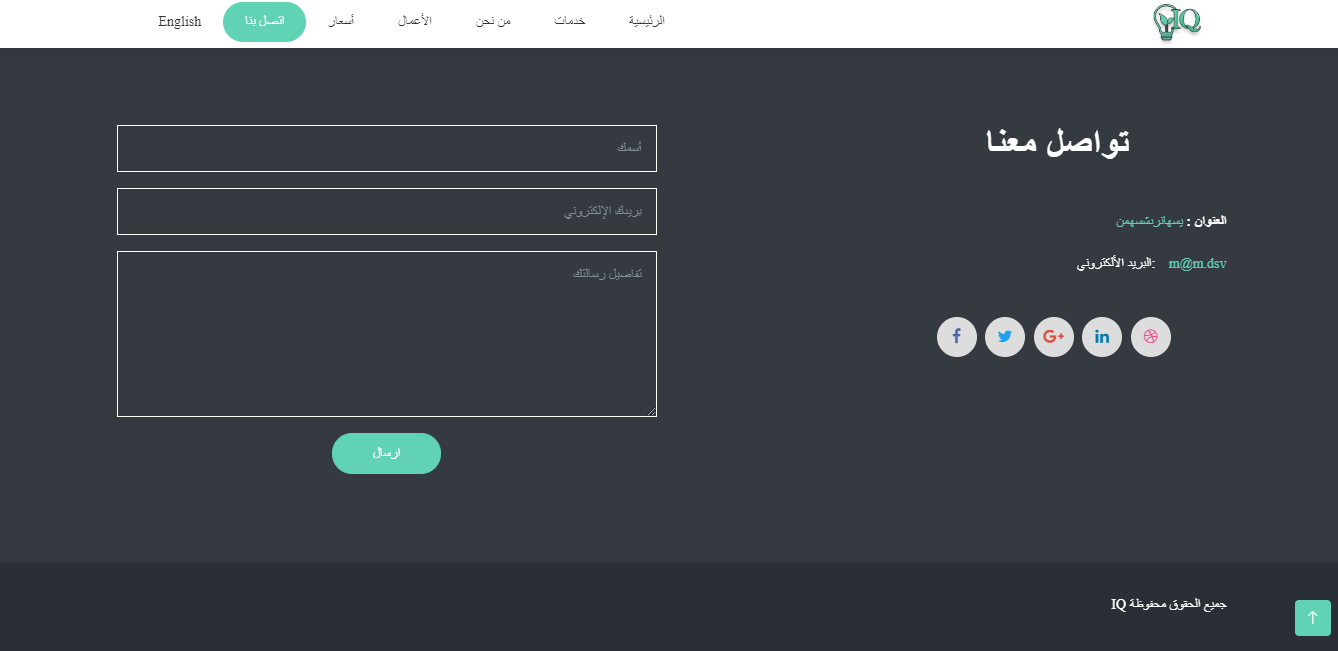 IQ
الرئيسية
خدمات
من نحن
الأعمال
أسعار
اتصل بنا
English
تواصل معنا
العنوان : يسهاتربشسهمن
البريد الألكتروني: m@m.dsv
أسمك
بريدك الإلكتروني
تفاصيل رسالتك
ارسال
جميع الحقوق محفوظة IQ